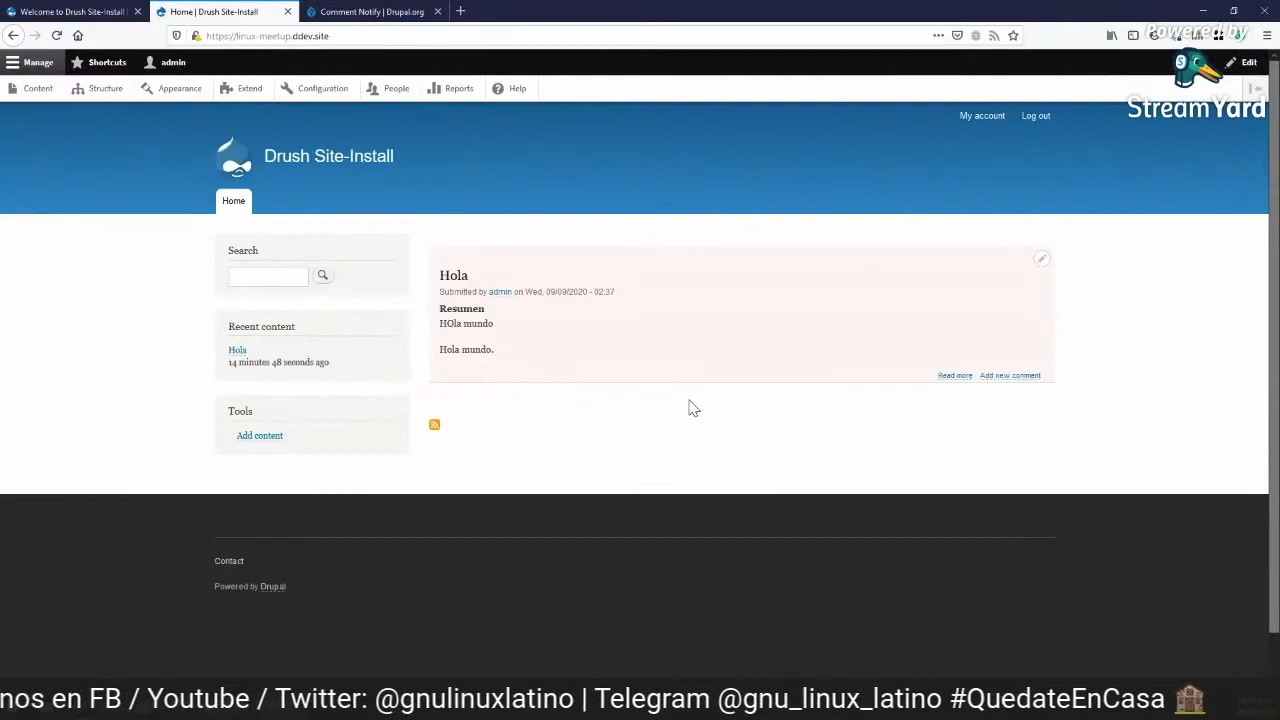 Welcome to Drush Site-Install
Home | Drush Site-Install
Comment Notify | Drupal.org
https://linux-meetup.ddev.site
Powered by
StreamYard
Manage
Shortcuts
admin
Edit
Content
Structure
Appearance
Extend
Configuration
People
Reports
Help
My account
Log out
Drush Site-Install
Home
Search
Recent content
Hola
14 minutes 48 seconds ago
Tools
Add content
Hola
Submitted by admin on Wed, 09/09/2020 - 02:37
Resumen
HOla mundo
Hola mundo.
Read more
Add new comment
Contact
Powered by Drupal
nos en FB / Youtube / Twitter: @gnulinuxlatino | Telegram @gnu_linux_latino #QuedateEnCasa